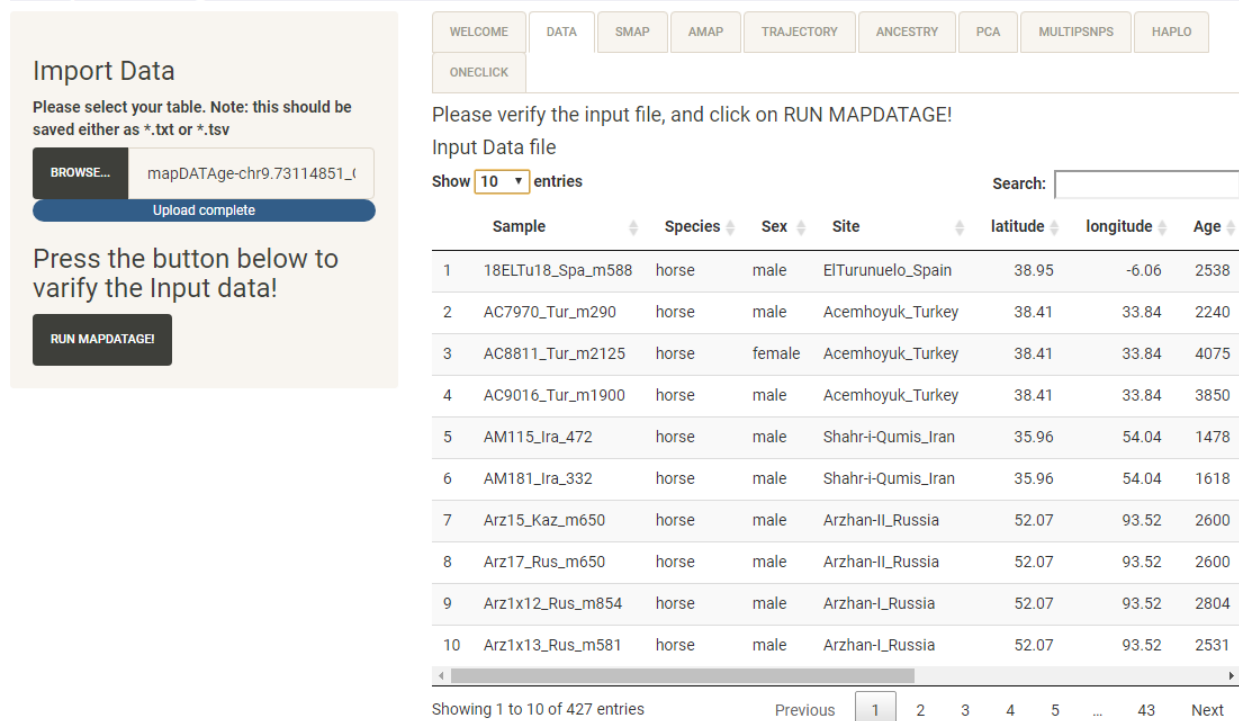 Import Data
Please select your table. Note: this should be
saved either as *.txt or *.tsv
BROWSE... mapDATAge-chr9.73114851_
Upload complete
Press the button below to
varify the Input data!
RUN MAPDATAGE!
WELCOME DATA SMAP AMAP TRAJECTORY ANCESTRY PCA MULTIPSNPS HAPLO
ONECLICK
Please verify the input file, and click on RUN MAPDATAGE!
Input Data file
Show 10 entries Search:
Sample Species Sex Site latitude longitude Age
1 18ELTu18_Spa_m588 horse male ElTurunuelo_Spain 38.95 -6.06 2538
2 AC7970_Tur_m290 horse male Acemhoyuk_Turkey 38.41 33.84 2240
3 AC8811_Tur_m2125 horse female Acemhoyuk_Turkey 38.41 33.84 4075
4 AC9016_Tur_m1900 horse male Acemhoyuk_Turkey 38.41 33.84 3850
5 AM115_Ira_472 horse male Shahr-i-Qumis_Iran 35.96 54.04 1478
6 AM181_Ira_332 horse male Shahr-i-Qumis_Iran 35.96 54.04 1618
7 Arz15_Kaz_m650 horse male Arzhan-II_Russia 52.07 93.52 2600
8 Arz17_Rus_m650 horse male Arzhan-II_Russia 52.07 93.52 2600
9 Arz1x12_Rus_m854 horse male Arzhan-I_Russia 52.07 93.52 2804
10 Arz1x13_Rus_m581 horse male Arzhan-I_Russia 52.07 93.52 2531
Showing 1 to 10 of 427 entries Previous 1 2 3 4 5 ... 43 Next